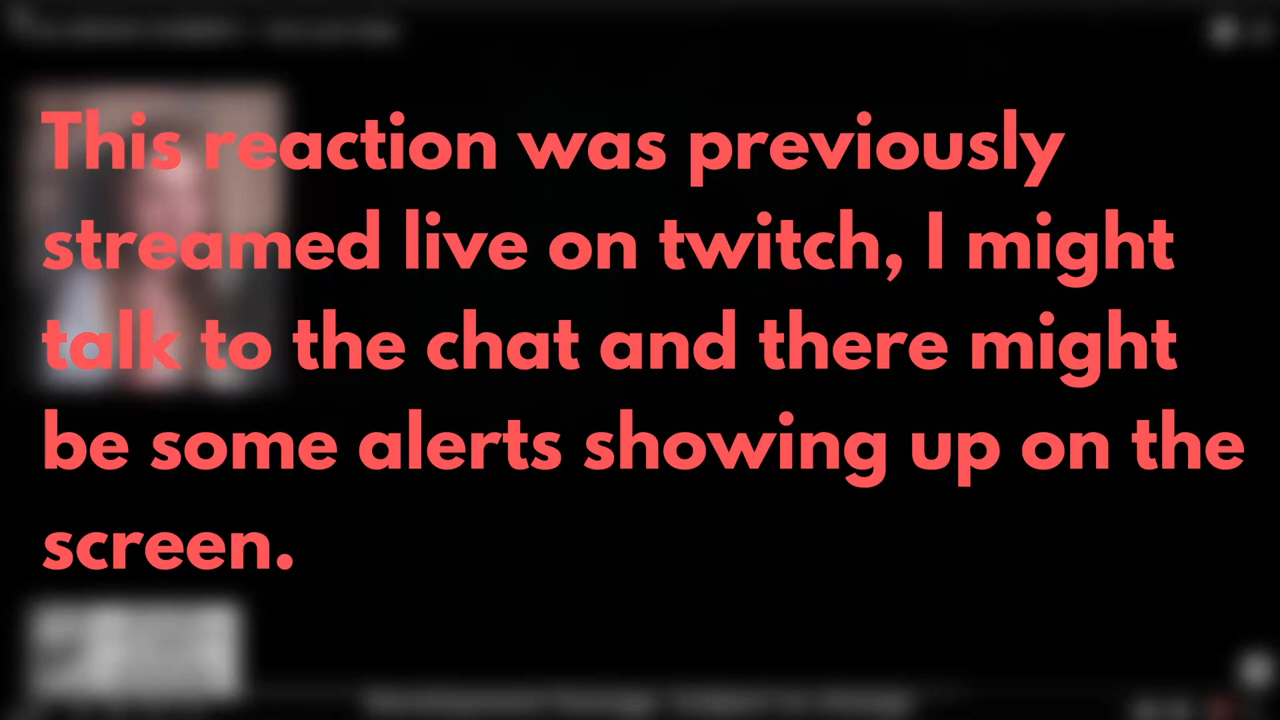 This reaction was previously
streamed live on twitch, I might
talk to the chat and there might
be some alerts showing up on the
screen.